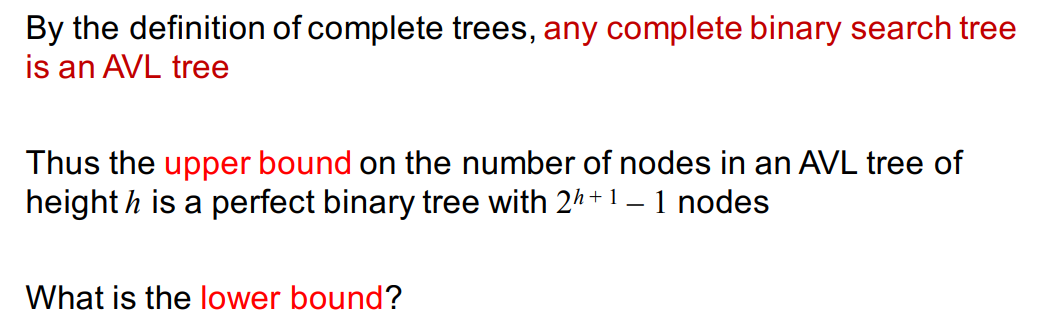 By the definition of complete trees, any complete binary search tree
is an AVL tree
Thus the upper bound on the number of nodes in an AVL tree of
height h is a perfect binary tree with 2^{h + 1} – 1 nodes
What is the lower bound?